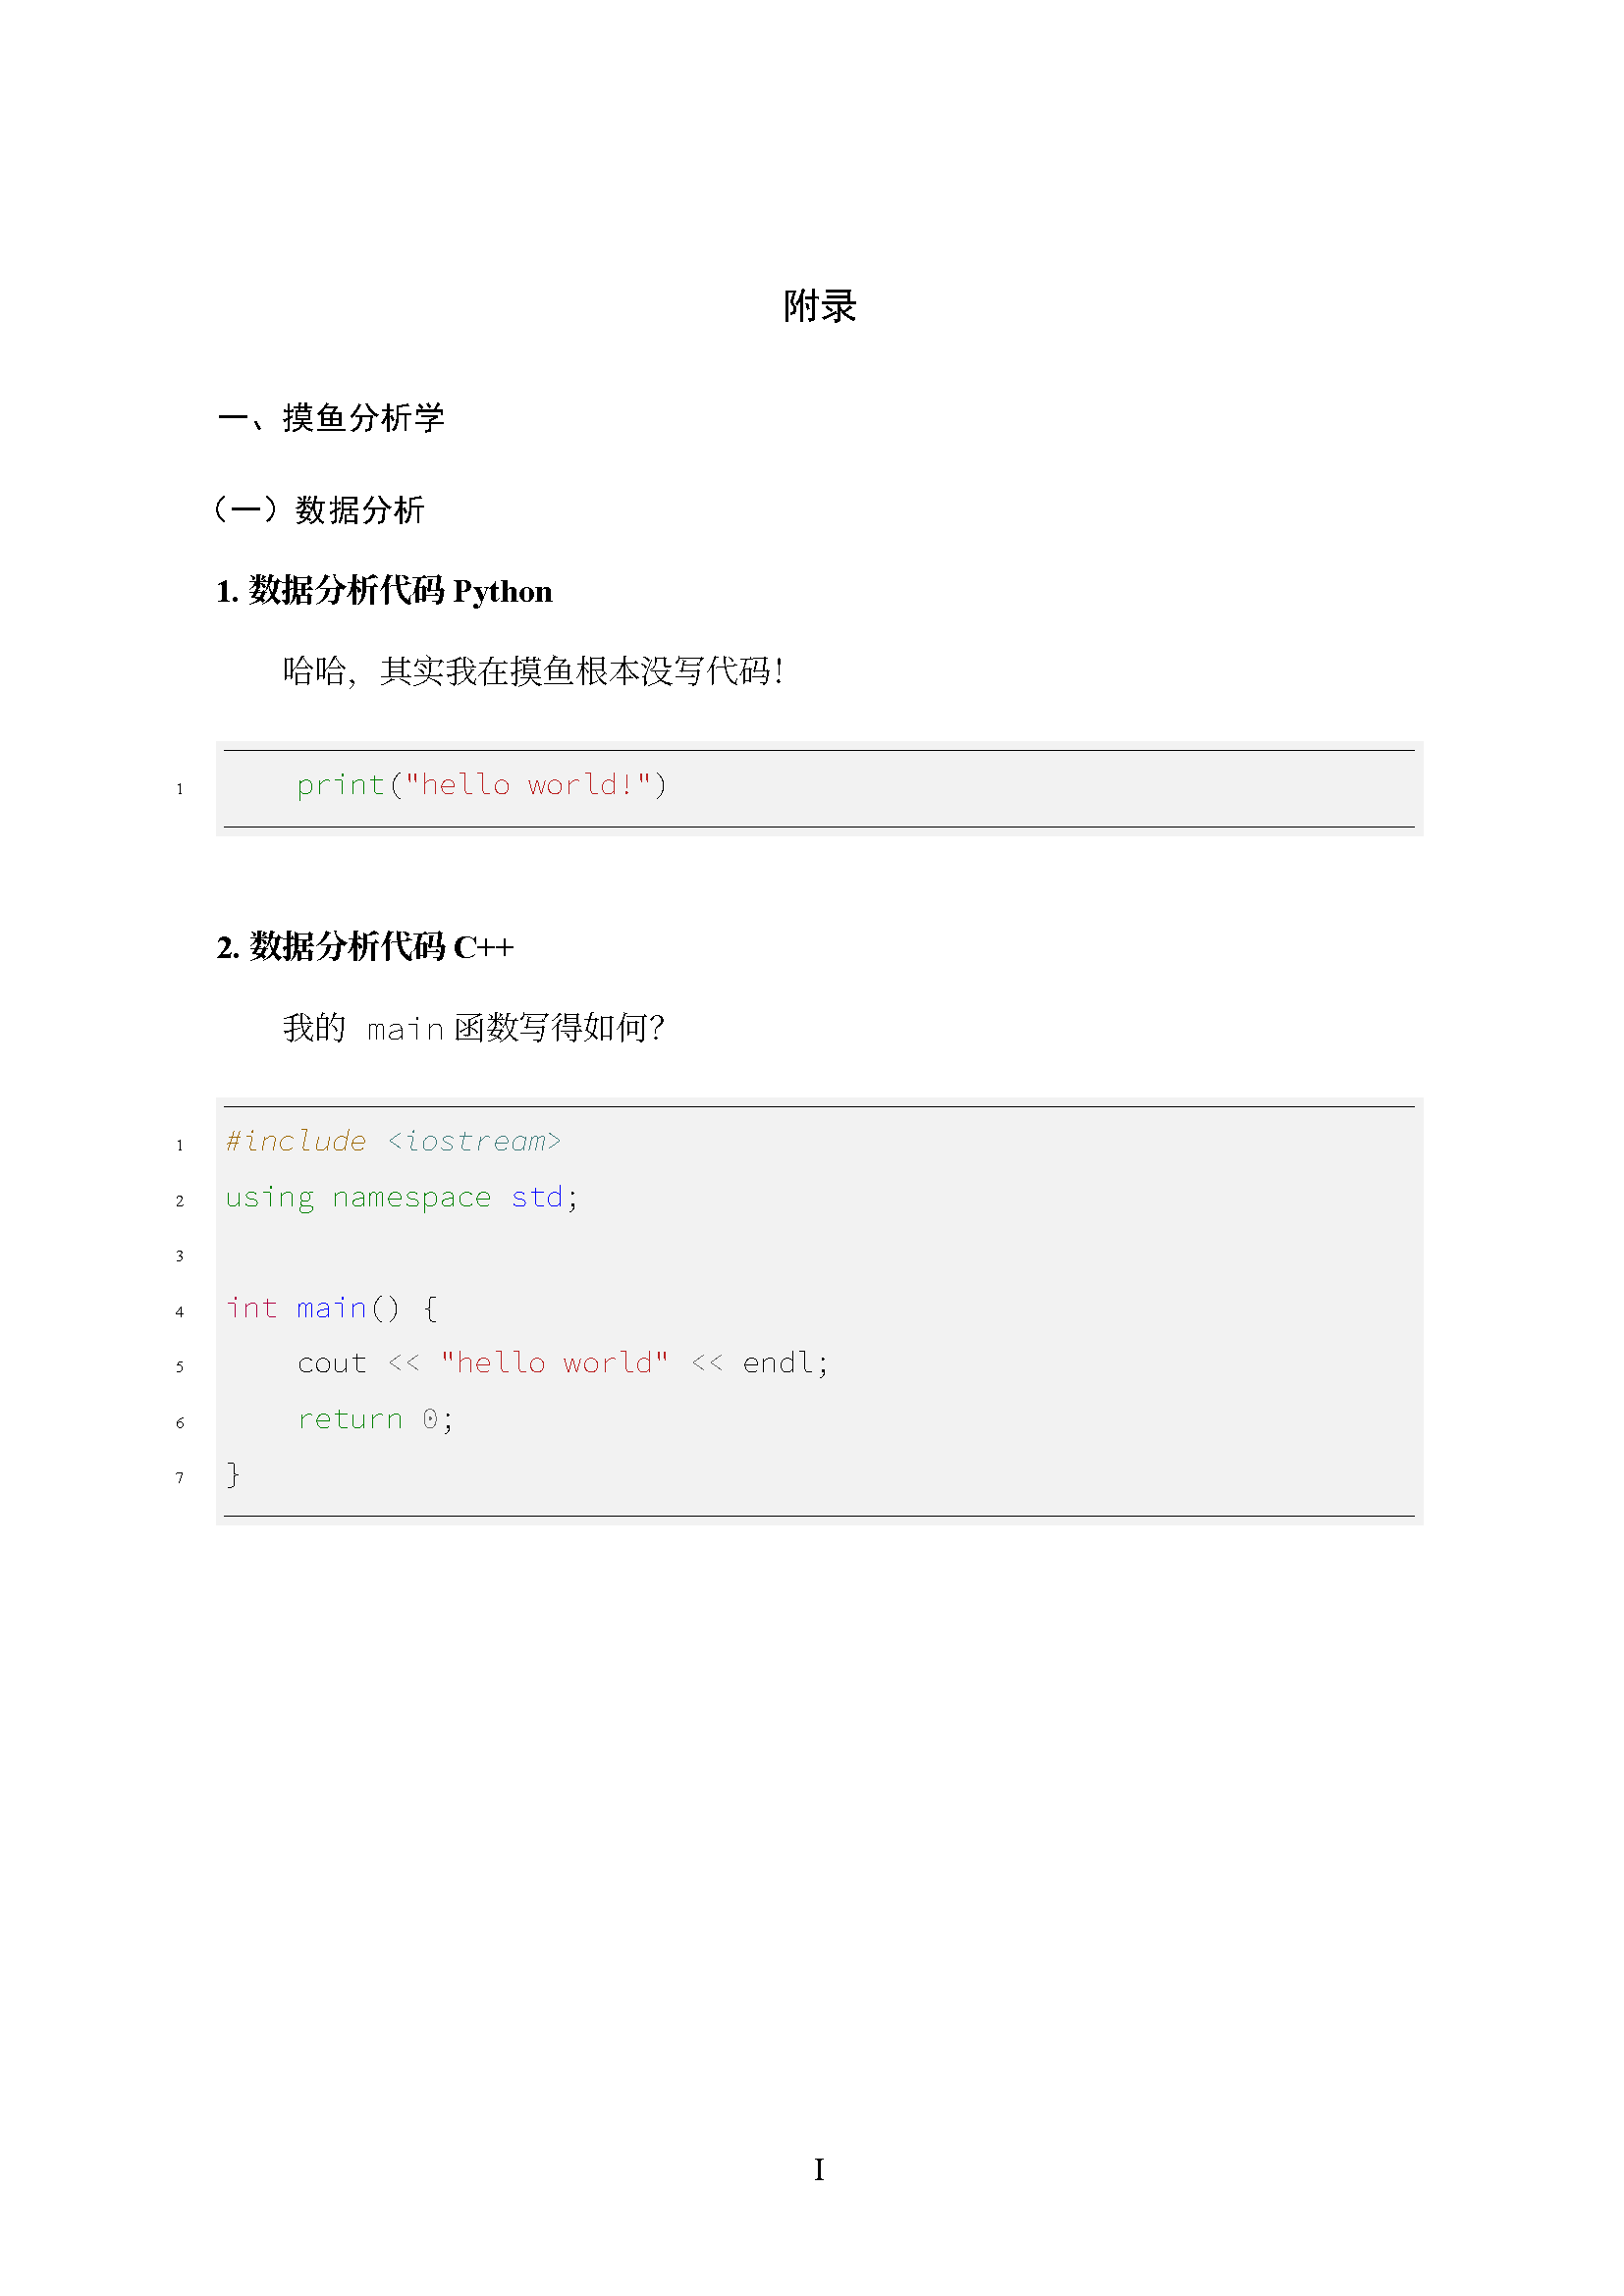 附录
一、摸鱼分析学
（一）数据分析
1. 数据分析代码 Python
哈哈，其实我在摸鱼根本没写代码！
1     print("hello world!")
2. 数据分析代码 C++
我的 main 函数写得如何？
1 #include <iostream>
2 using namespace std;
3
4 int main() {
5     cout << "hello world" << endl;
6     return 0;
7 }
I